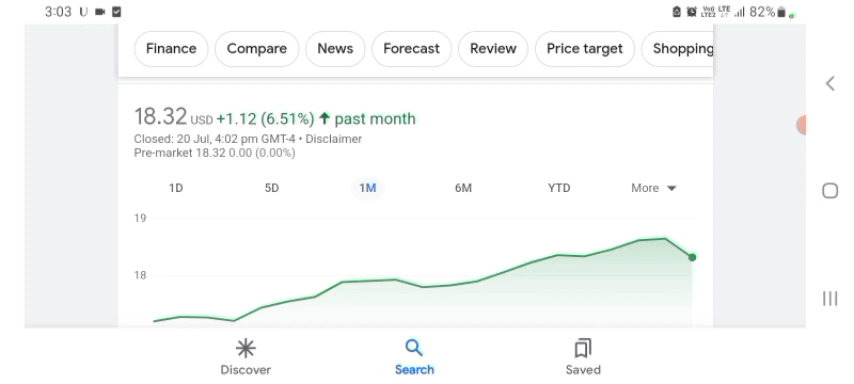 3:03 U 82%
Finance Compare News Forecast Review Price target Shopping
18.32 USD +1.12 (6.51%) ↑ past month
Closed: 20 Jul, 4:02 pm GMT-4 • Disclaimer
Pre-market 18.32 0.00 (0.00%)
1D 5D 1M 6M YTD More
19
18
Discover Search Saved